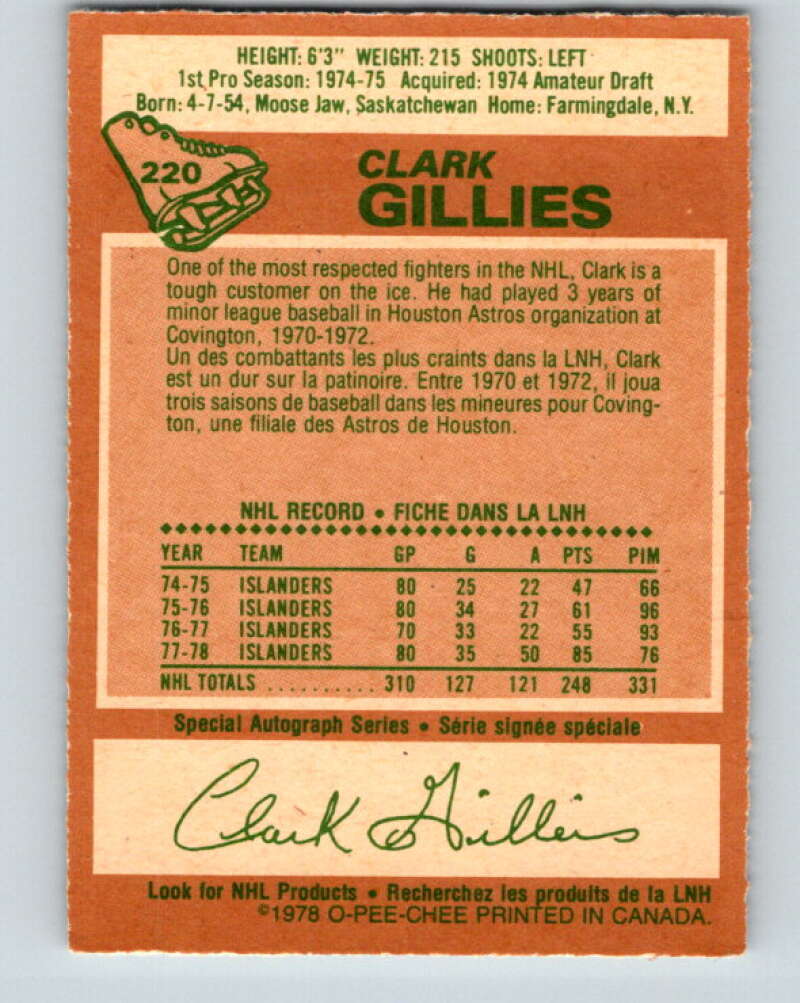 HEIGHT: 6'3" WEIGHT: 215 SHOOTS: LEFT
1st Pro Season: 1974-75 Acquired: 1974 Amateur Draft
Born: 4-7-54, Moose Jaw, Saskatchewan Home: Farmingdale, N.Y.
220
CLARK
GILLIES
One of the most respected fighters in the NHL, Clark is a
tough customer on the ice. He had played 3 years of
minor league baseball in Houston Astros organization at
Covington, 1970-1972.
Un des combattants les plus craints dans la LNH, Clark
est un dur sur la patinoire. Entre 1970 et 1972, il joua
trois saisons de baseball dans les mineures pour Coving-
ton, une filiale des Astros de Houston.
NHL RECORD • FICHE DANS LA LNH
YEAR TEAM GP G A PTS PIM
74-75 ISLANDERS 80 25 22 47 66
75-76 ISLANDERS 80 34 27 61 96
76-77 ISLANDERS 70 33 22 55 93
77-78 ISLANDERS 80 35 50 85 76
NHL TOTALS .......... 310 127 121 248 331
Special Autograph Series • Série signée spéciale
Clark Gillies
Look for NHL Products • Recherchez les produits de la LNH
©1978 O-PEE-CHEE PRINTED IN CANADA.